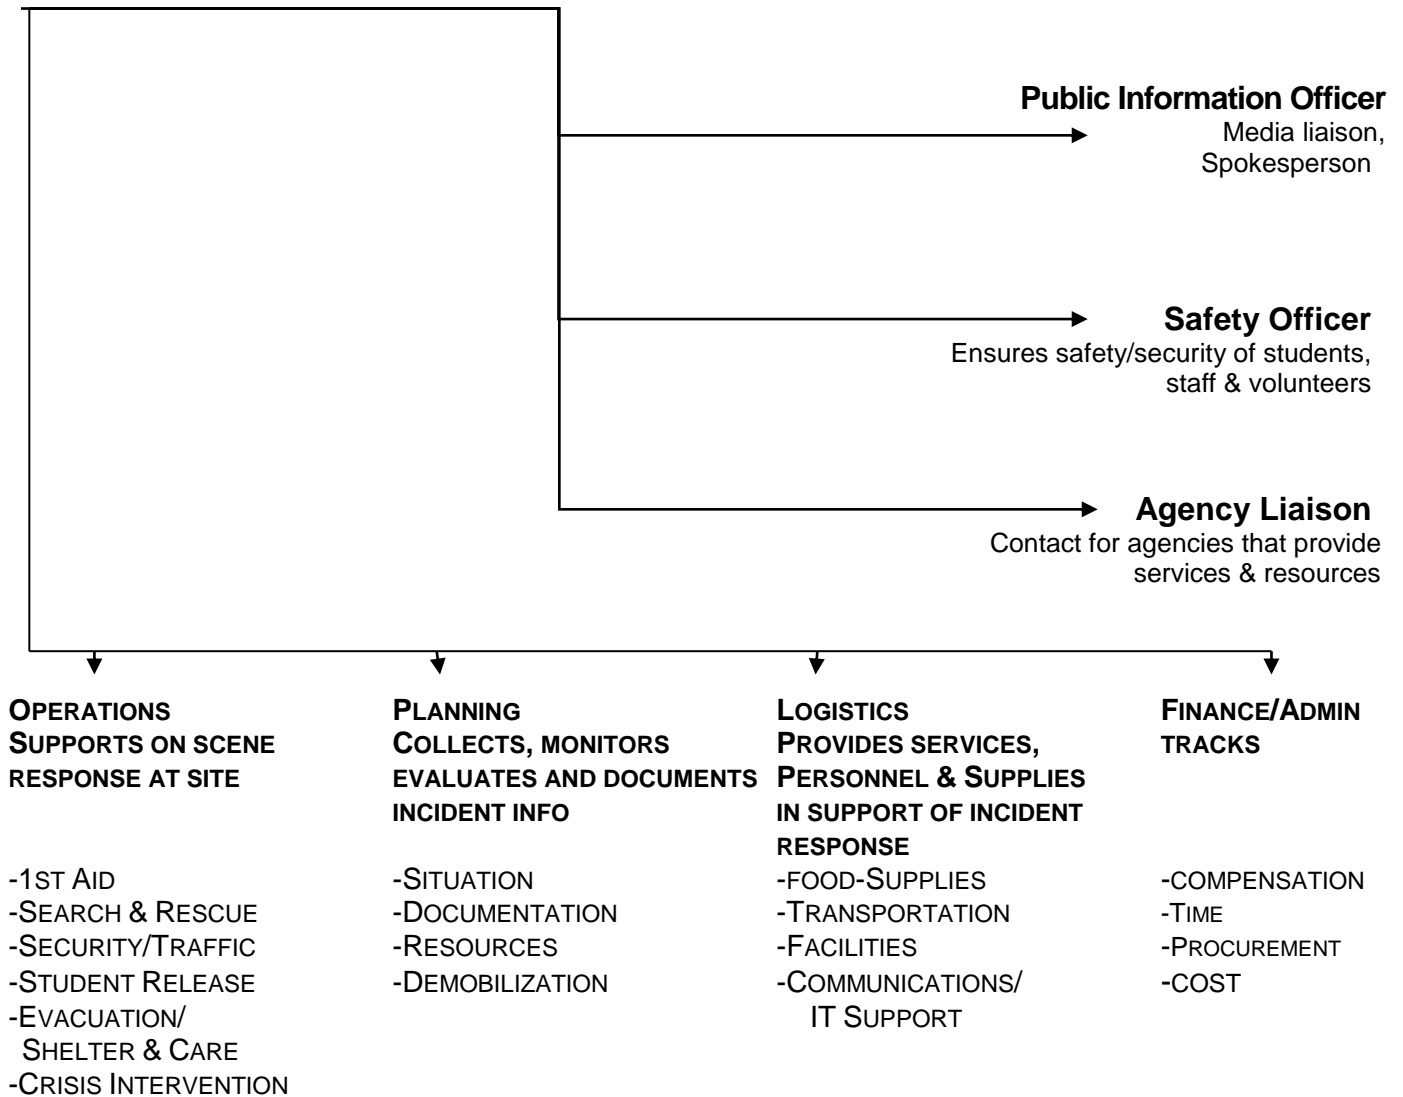 Public Information Officer
Media liaison,
Spokesperson
Safety Officer
Ensures safety/security of students,
staff & volunteers
Agency Liaison
Contact for agencies that provide
services & resources
OPERATIONS
SUPPORTS ON SCENE
RESPONSE AT SITE
-1ST AID
-SEARCH & RESCUE
-SECURITY/TRAFFIC
-STUDENT RELEASE
-EVACUATION/
SHELTER & CARE
-CRISIS INTERVENTION
PLANNING
COLLECTS, MONITORS
EVALUATES AND DOCUMENTS
INCIDENT INFO
-SITUATION
-DOCUMENTATION
-RESOURCES
-DEMOBILIZATION
LOGISTICS
PROVIDES SERVICES,
PERSONNEL & SUPPLIES
IN SUPPORT OF INCIDENT
RESPONSE
-FOOD-SUPPLIES
-TRANSPORTATION
-FACILITIES
-COMMUNICATIONS/
IT SUPPORT
FINANCE/ADMIN
TRACKS
-COMPENSATION
-TIME
-PROCUREMENT
-COST